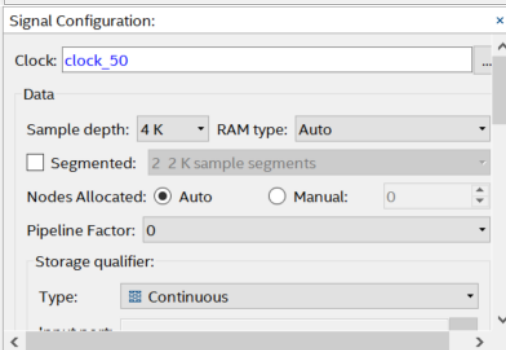 Signal Configuration: ×
Clock: clock_50 ...
Data
Sample depth: 4 K RAM type: Auto
Segmented: 2 2 K sample segments
Nodes Allocated: Auto Manual: 0
Pipeline Factor: 0
Storage qualifier:
Type: Continuous